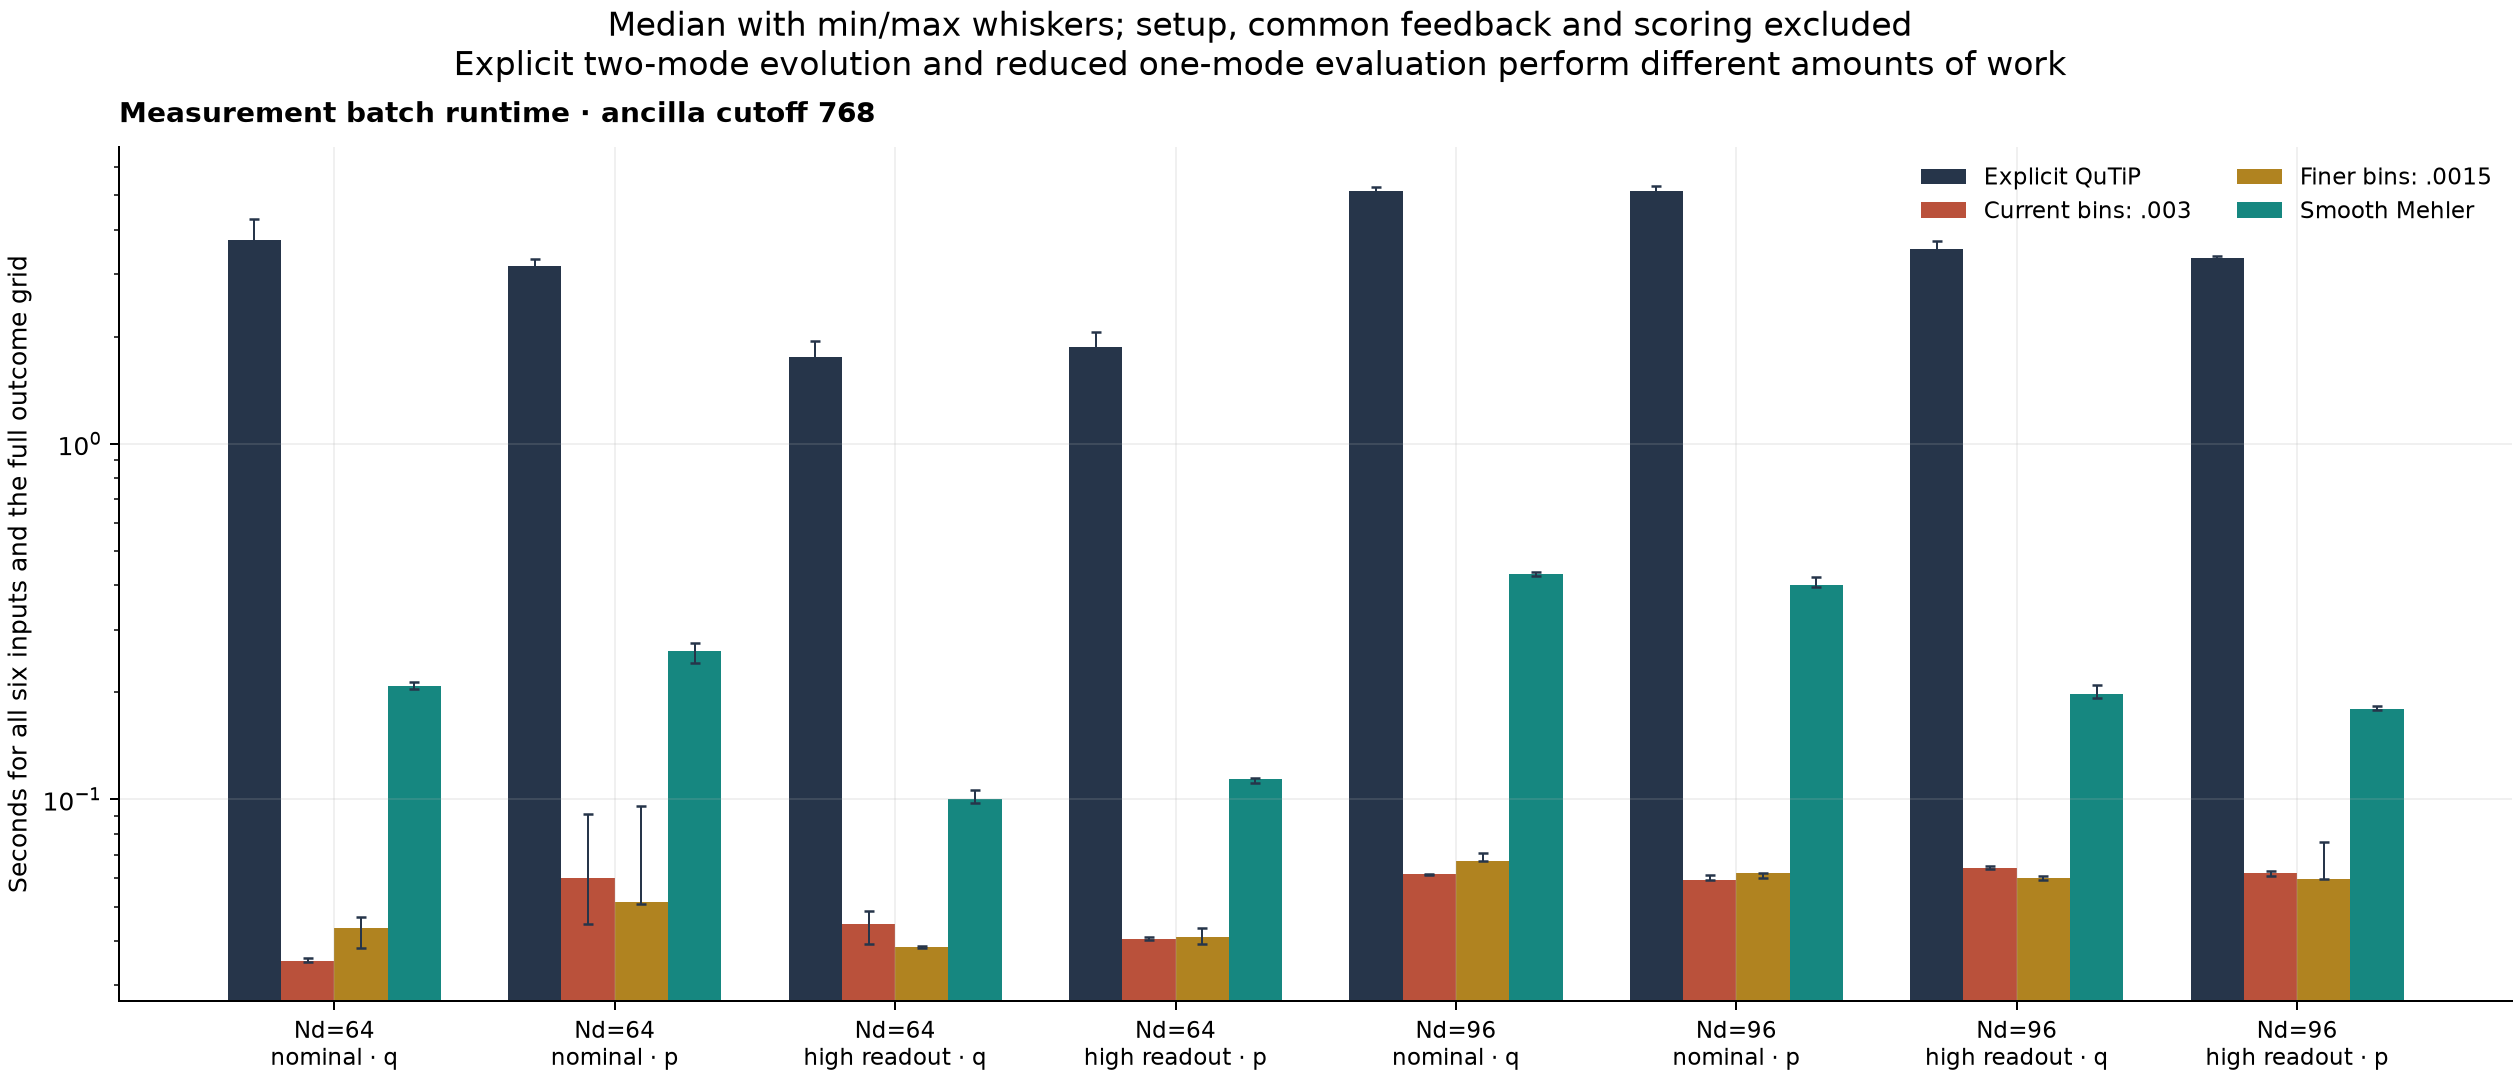 Median with min/max whiskers; setup, common feedback and scoring excluded
Explicit two-mode evolution and reduced one-mode evaluation perform different amounts of work
Measurement batch runtime · ancilla cutoff 768
Explicit QuTiP
Current bins: .003
Finer bins: .0015
Smooth Mehler
Seconds for all six inputs and the full outcome grid
10⁰
10⁻¹
Nd=64
nominal · q
Nd=64
nominal · p
Nd=64
high readout · q
Nd=64
high readout · p
Nd=96
nominal · q
Nd=96
nominal · p
Nd=96
high readout · q
Nd=96
high readout · p